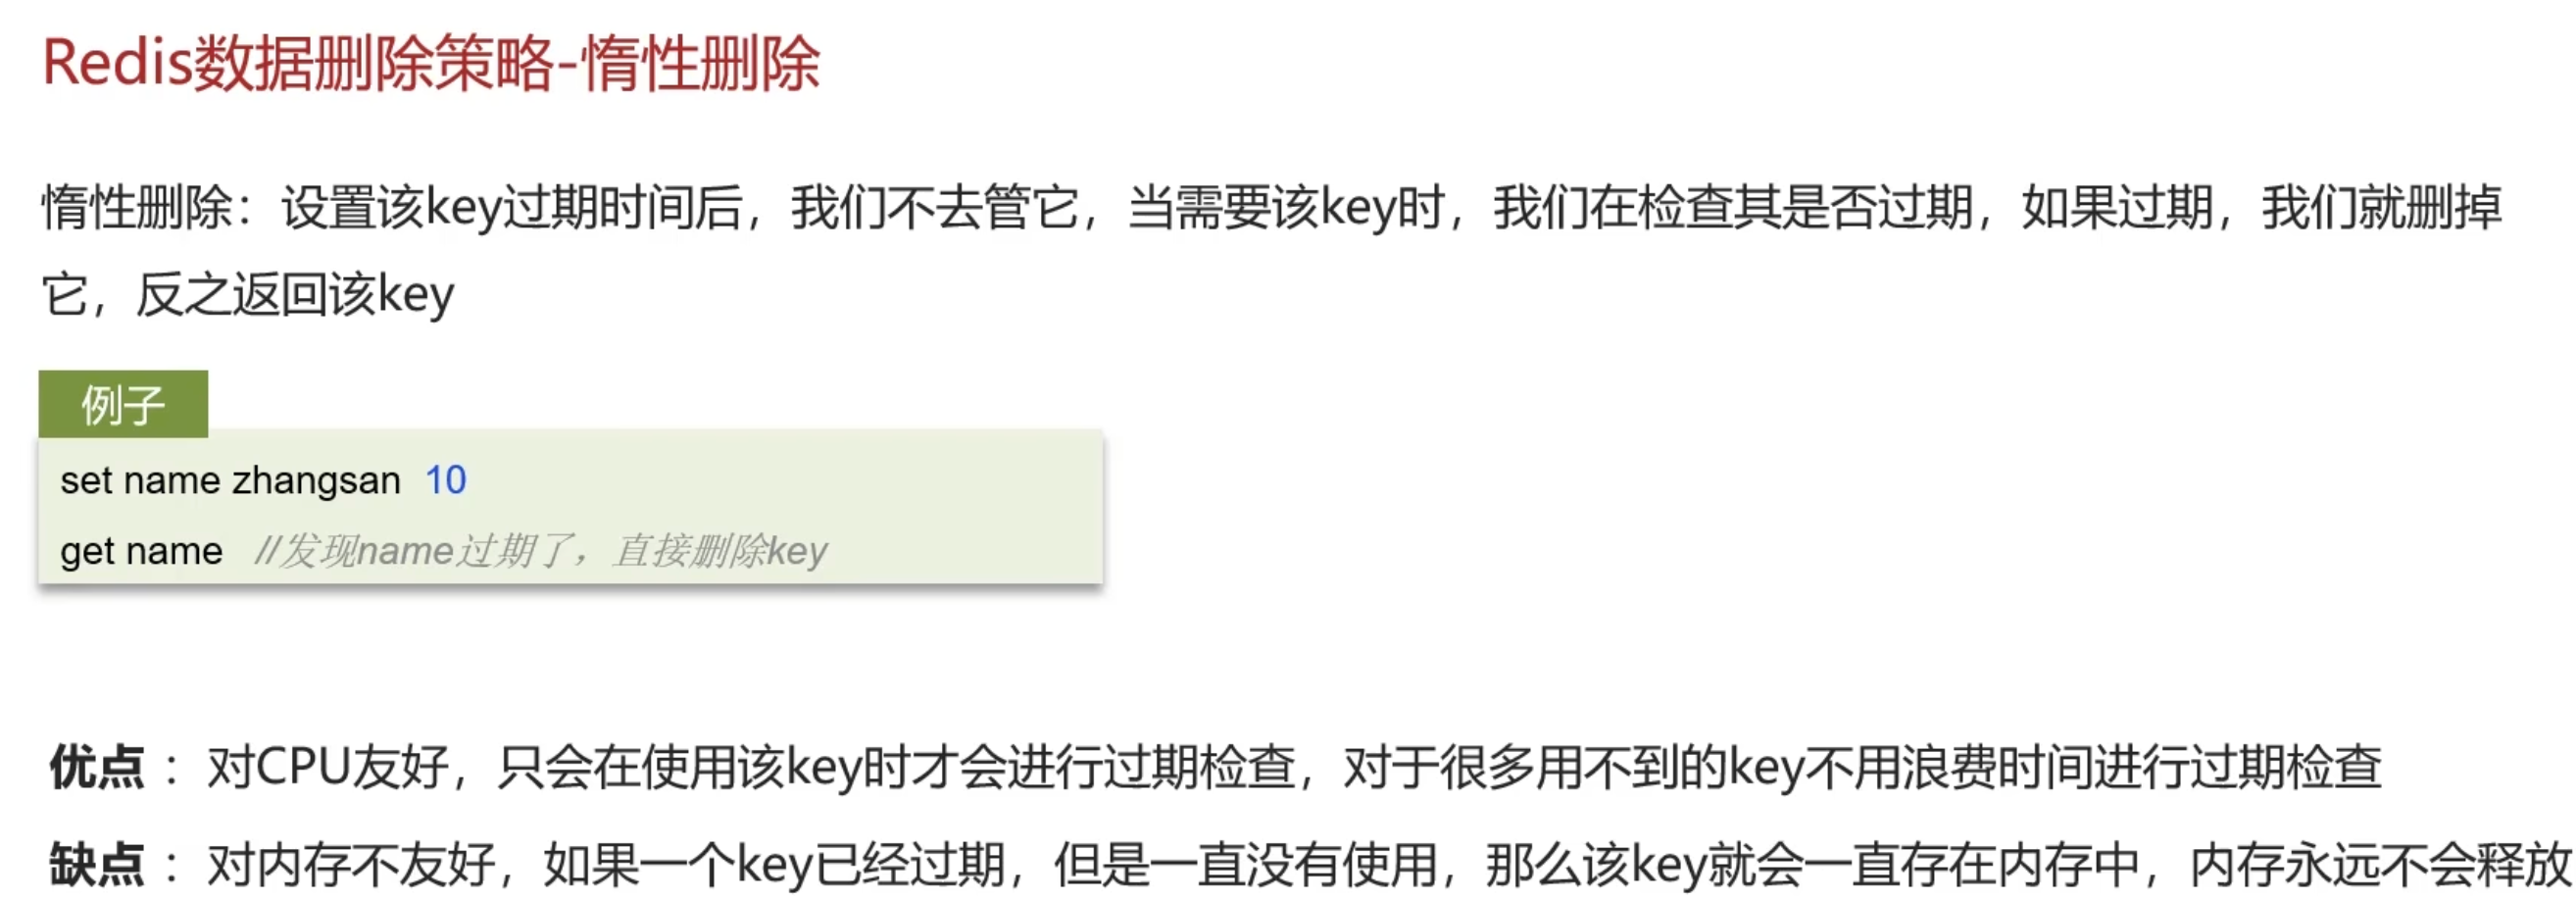 Redis数据删除策略-惰性删除
惰性删除：设置该key过期时间后，我们不去管它，当需要该key时，我们在检查其是否过期，如果过期，我们就删掉
它，反之返回该key
例子
set name zhangsan 10
get name //发现name过期了，直接删除key
优点 ：对CPU友好，只会在使用该key时才会进行过期检查，对于很多用不到的key不用浪费时间进行过期检查
缺点 ：对内存不友好，如果一个key已经过期，但是一直没有使用，那么该key就会一直存在内存中，内存永远不会释放